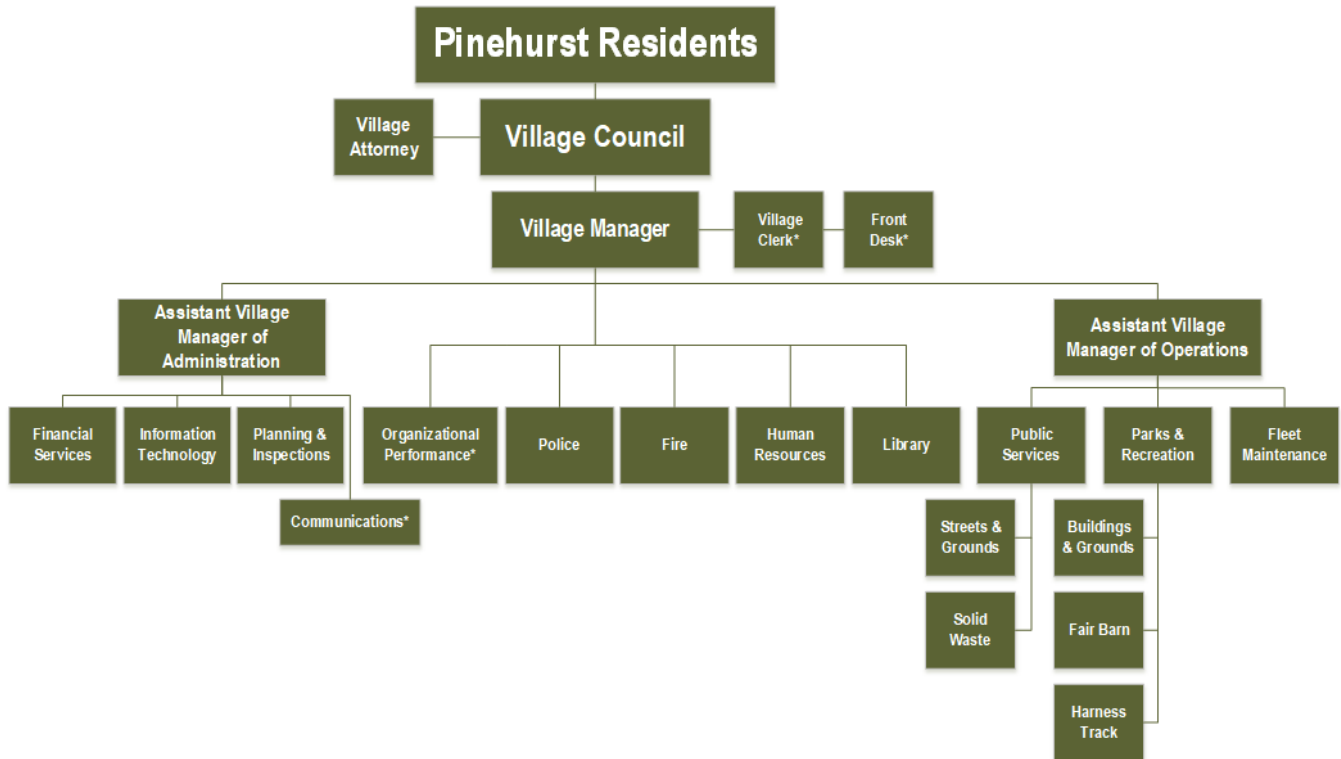 Pinehurst Residents
Village
Attorney
Village Council
Village Manager
Village
Clerk*
Front
Desk*
Assistant Village
Manager of
Administration
Assistant Village
Manager of Operations
Financial
Services
Information
Technology
Planning &
Inspections
Organizational
Performance*
Police
Fire
Human
Resources
Library
Public
Services
Parks &
Recreation
Fleet
Maintenance
Communications*
Streets &
Grounds
Buildings
& Grounds
Solid
Waste
Fair Barn
Harness
Track